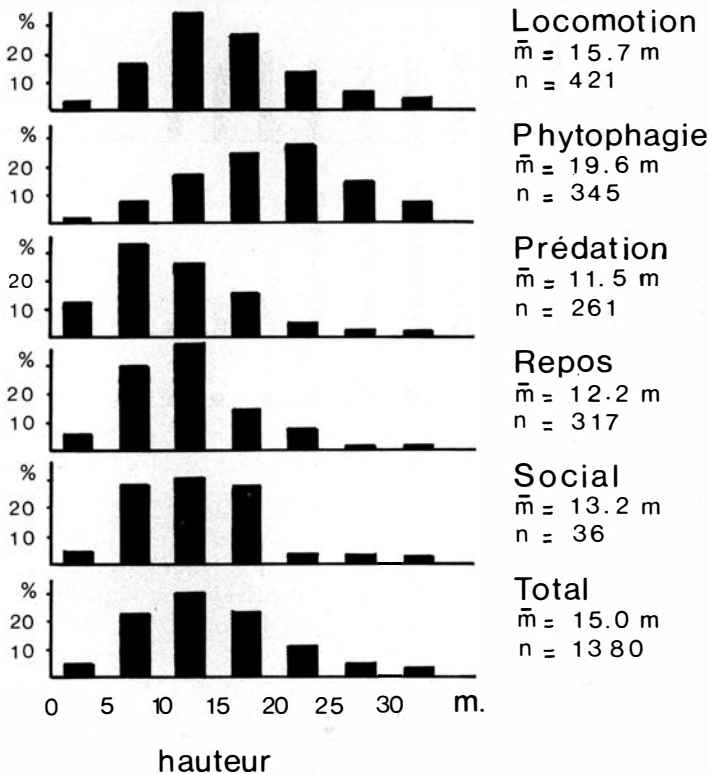 %
20
10
Locomotion
m̄ = 15.7 m
n = 421
%
20
10
Phytophagie
m̄ = 19.6 m
n = 345
%
20
10
Prédation
m̄ = 11.5 m
n = 261
%
20
10
Repos
m̄ = 12.2 m
n = 317
%
20
10
Social
m̄ = 13.2 m
n = 36
%
20
10
Total
m̄ = 15.0 m
n = 1380
0 5 10 15 20 25 30 m.
hauteur